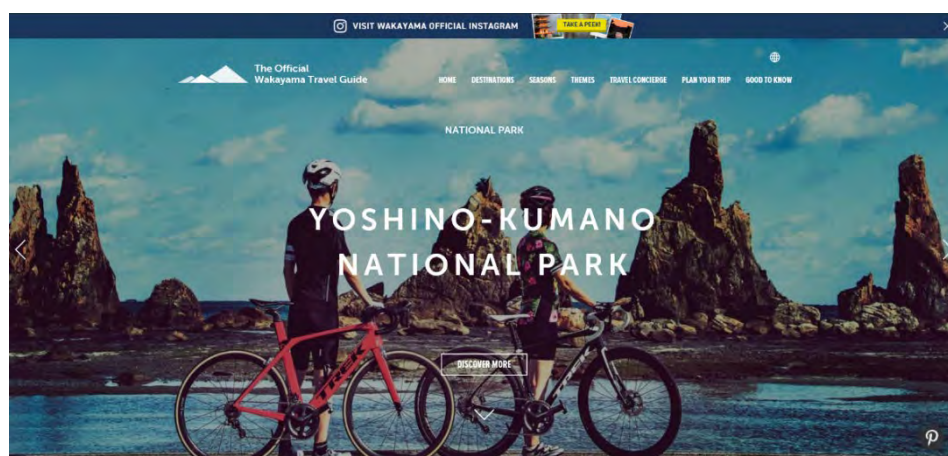 VISIT WAKAYAMA OFFICIAL INSTAGRAM
TAKE A PEEK!
The Official
Wakayama Travel Guide
HOME DESTINATIONS SEASONS THEMES TRAVEL CONCIERGE PLAN YOUR TRIP GOOD TO KNOW
NATIONAL PARK
YOSHINO-KUMANO
NATIONAL PARK
DISCOVER MORE
TREK
TREK